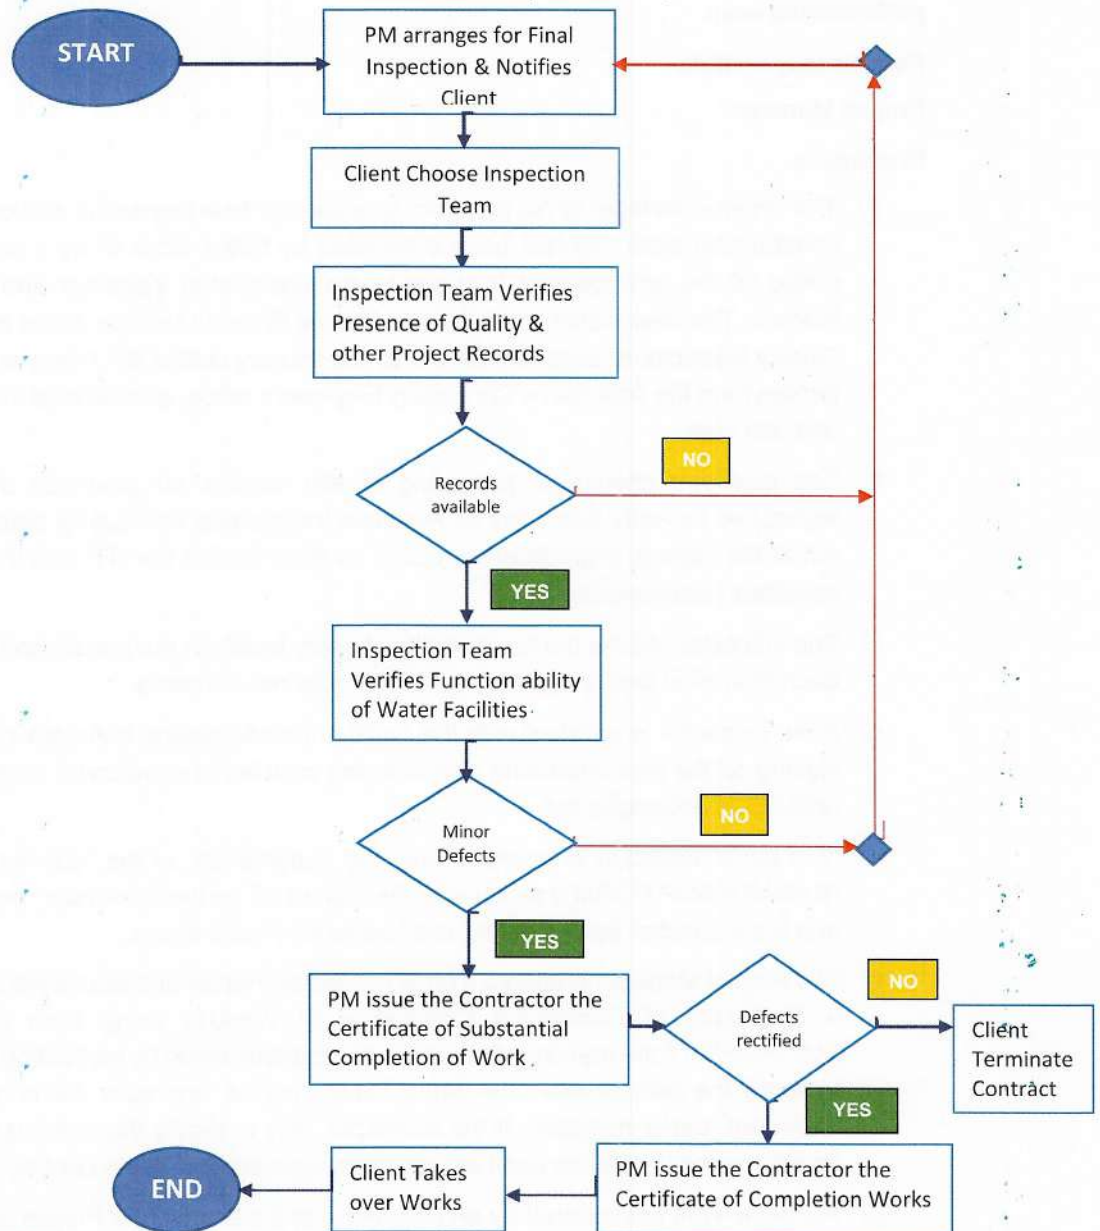 START
PM arranges for Final
Inspection & Notifies
Client
Client Choose Inspection
Team
Inspection Team Verifies
Presence of Quality &
other Project Records
Records
available
NO
YES
Inspection Team
Verifies Function ability
of Water Facilities
Minor
Defects
NO
YES
PM issue the Contractor the
Certificate of Substantial
Completion of Work
Defects
rectified
NO
Client
Terminate
Contract
YES
PM issue the Contractor the
Certificate of Completion Works
Client Takes
over Works
END